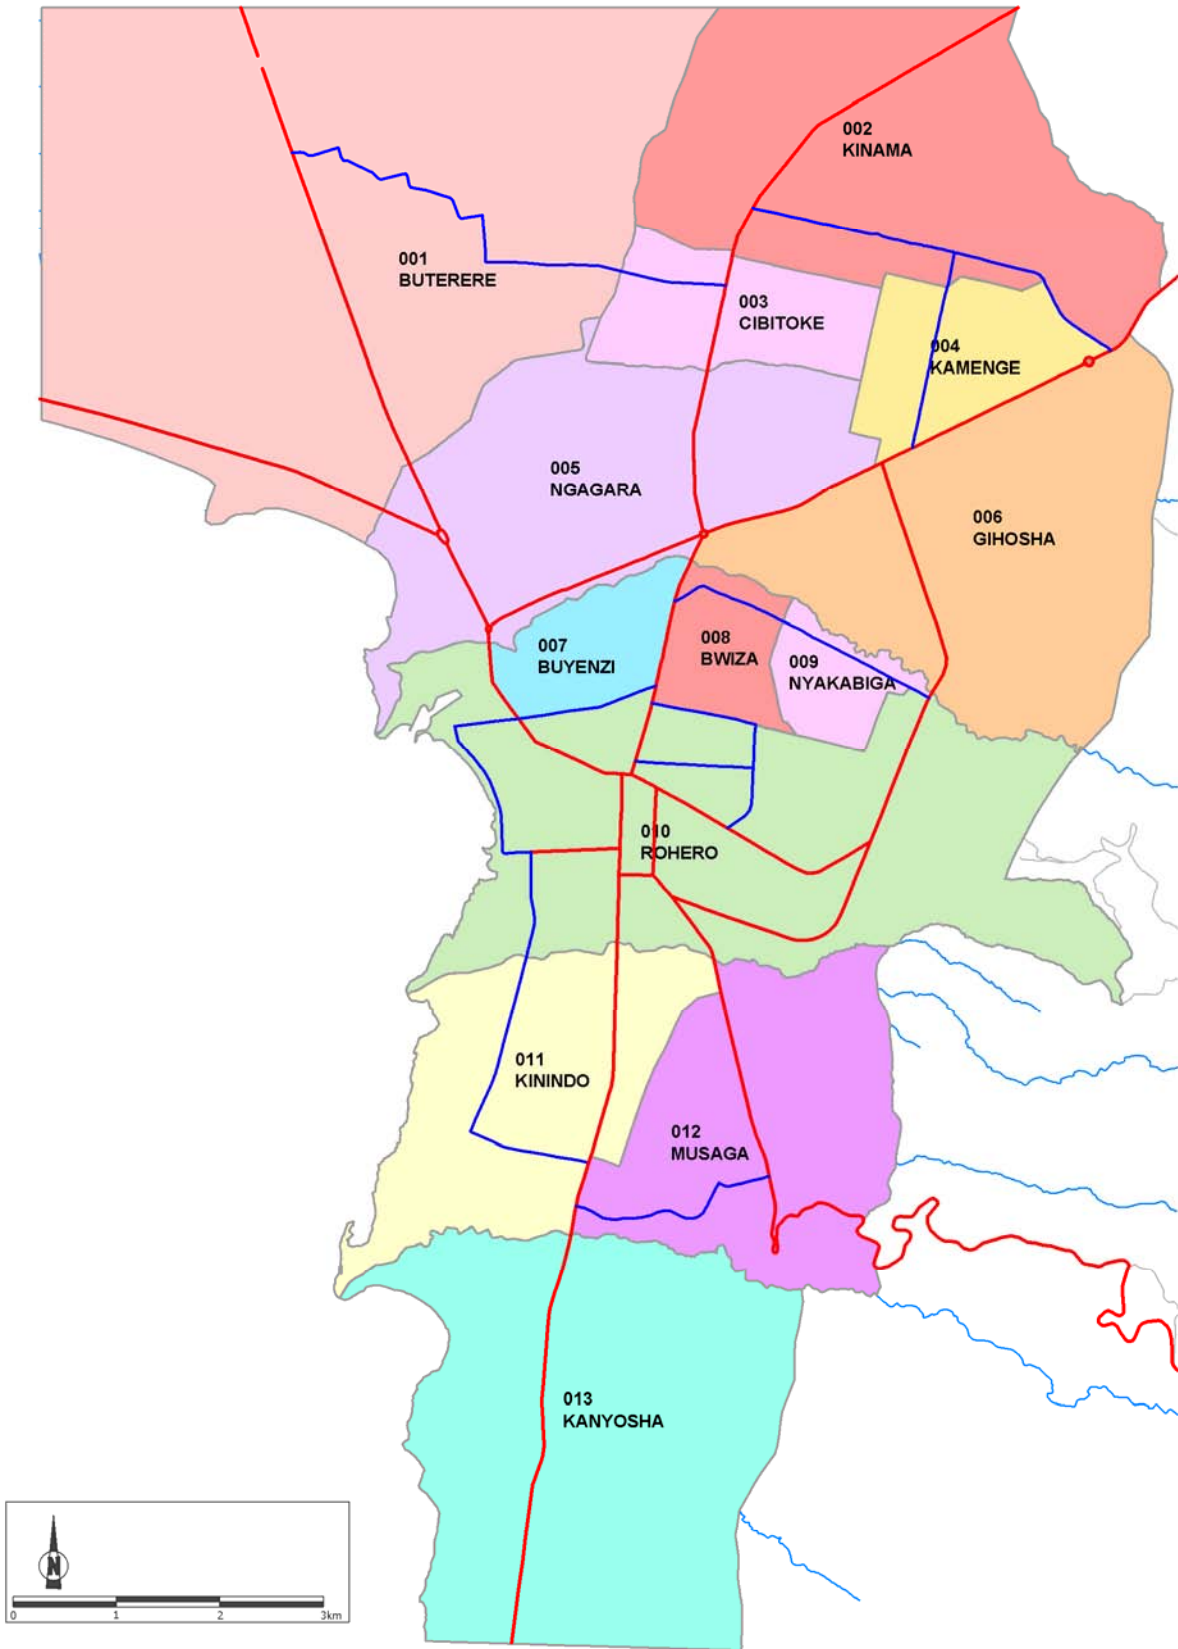 002
KINAMA
001
BUTERERE
003
CIBITOKE
004
KAMENGE
005
NGAGARA
006
GIHOSHA
007
BUYENZI
008
BWIZA
009
NYAKABIGA
010
ROHERO
011
KININDO
012
MUSAGA
013
KANYOSHA
N
0 1 2 3km